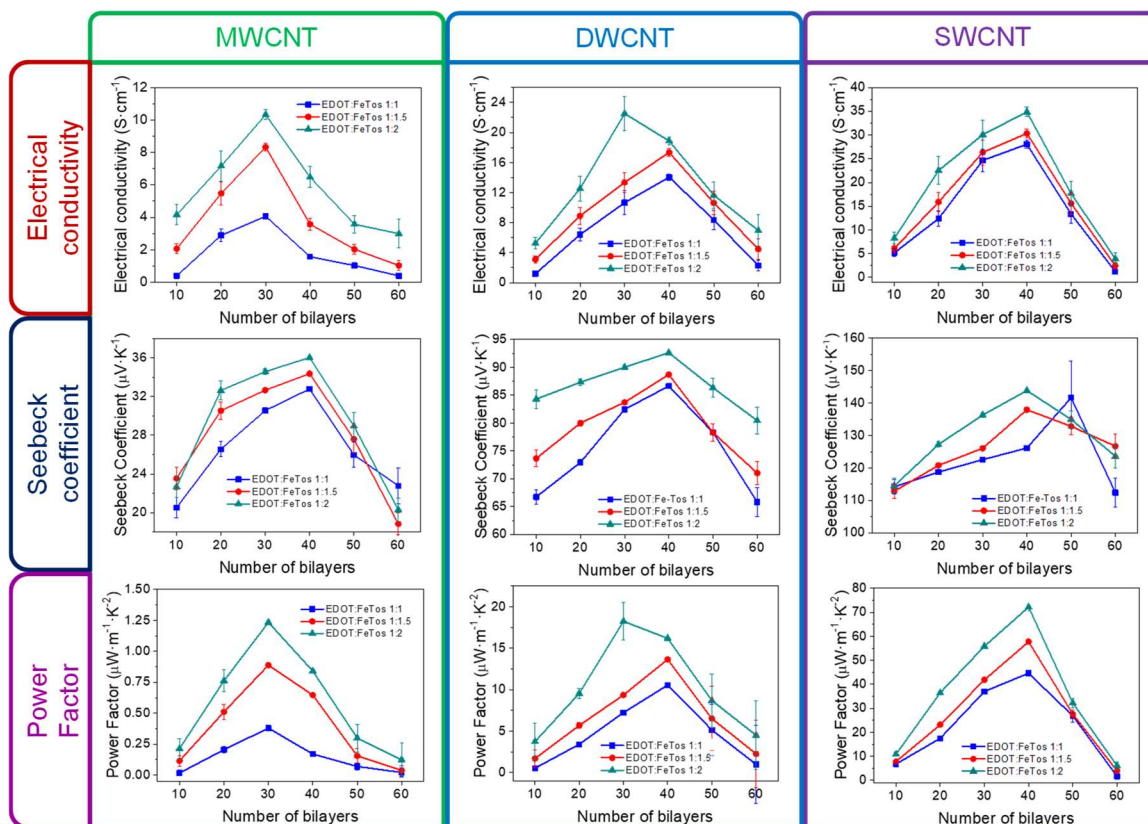 MWCNT
DWCNT
SWCNT
Electrical
conductivity
Electrical conductivity (S·cm⁻¹)
12
10
8
6
4
2
0
EDOT:FeTos 1:1
EDOT:FeTos 1:1.5
EDOT:FeTos 1:2
10 20 30 40 50 60
Number of bilayers
Electrical conductivity (S·cm⁻¹)
24
20
16
12
8
4
0
EDOT:FeTos 1:1
EDOT:FeTos 1:1.5
EDOT:FeTos 1:2
10 20 30 40 50 60
Number of bilayers
Electrical conductivity (S·cm⁻¹)
40
35
30
25
20
15
10
5
0
EDOT:FeTos 1:1
EDOT:FeTos 1:1.5
EDOT:FeTos 1:2
10 20 30 40 50 60
Number of bilayers
Seebeck
coefficient
Seebeck Coefficient (μV·K⁻¹)
36
32
28
24
20
EDOT:FeTos 1:1
EDOT:FeTos 1:1.5
EDOT:FeTos 1:2
10 20 30 40 50 60
Number of bilayers
Seebeck Coefficient (μV·K⁻¹)
95
90
85
80
75
70
65
60
EDOT:Fe-Tos 1:1
EDOT:FeTos 1:1.5
EDOT:FeTos 1:2
10 20 30 40 50 60
Number of bilayers
Seebeck Coefficient (μV·K⁻¹)
160
150
140
130
120
110
100
EDOT:Fe-Tos 1:1
EDOT:FeTos 1:1.5
EDOT:FeTos 1:2
10 20 30 40 50 60
Number of bilayers
Power
Factor
Power Factor (μW·m⁻¹·K⁻²)
1.50
1.25
1.00
0.75
0.50
0.25
0.00
EDOT:FeTos 1:1
EDOT:FeTos 1:1.5
EDOT:FeTos 1:2
10 20 30 40 50 60
Number of bilayers
Power Factor (μW·m⁻¹·K⁻²)
20
15
10
5
0
EDOT:FeTos 1:1
EDOT:FeTos 1:1.5
EDOT:FeTos 1:2
10 20 30 40 50 60
Number of bilayers
Power Factor (μW·m⁻¹·K⁻²)
80
70
60
50
40
30
20
10
0
EDOT:FeTos 1:1
EDOT:FeTos 1:1.5
EDOT:FeTos 1:2
10 20 30 40 50 60
Number of bilayers